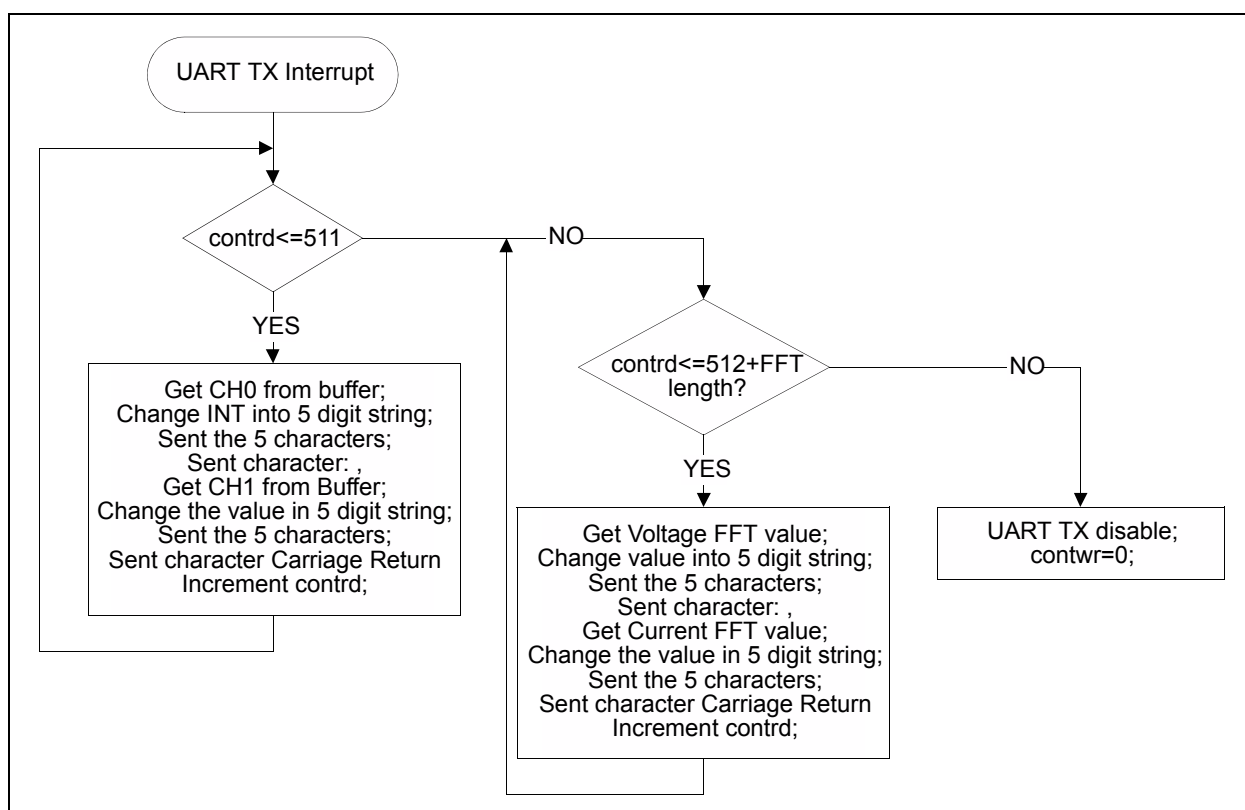 UART TX Interrupt
contrd<=511
NO
YES
Get CH0 from buffer;
Change INT into 5 digit string;
Sent the 5 characters;
Sent character: ,
Get CH1 from Buffer;
Change the value in 5 digit string;
Sent the 5 characters;
Sent character Carriage Return
Increment contrd;
contrd<=512+FFT
length?
NO
YES
Get Voltage FFT value;
Change value into 5 digit string;
Sent the 5 characters;
Sent character: ,
Get Current FFT value;
Change the value in 5 digit string;
Sent the 5 characters;
Sent character Carriage Return
Increment contrd;
UART TX disable;
contwr=0;